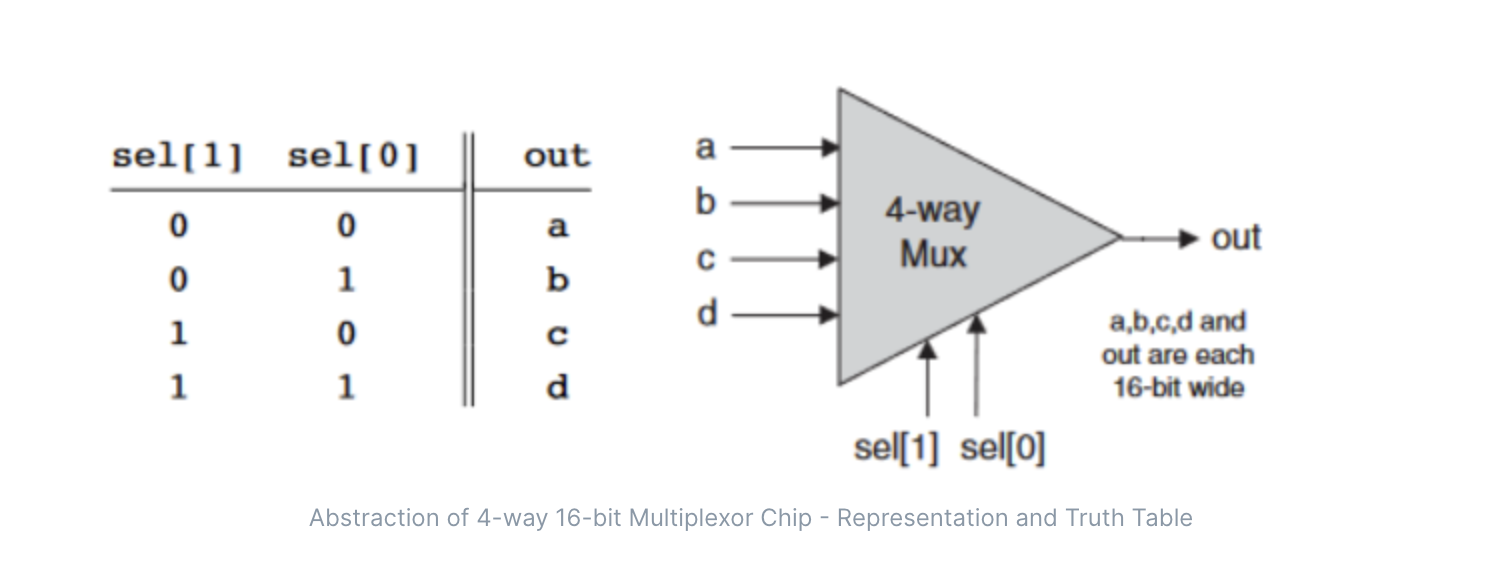 sel[1] sel[0] out
0 0 a
0 1 b
1 0 c
1 1 d
a
b
c
d
4-way
Mux
out
a,b,c,d and
out are each
16-bit wide
sel[1] sel[0]
Abstraction of 4-way 16-bit Multiplexor Chip - Representation and Truth Table